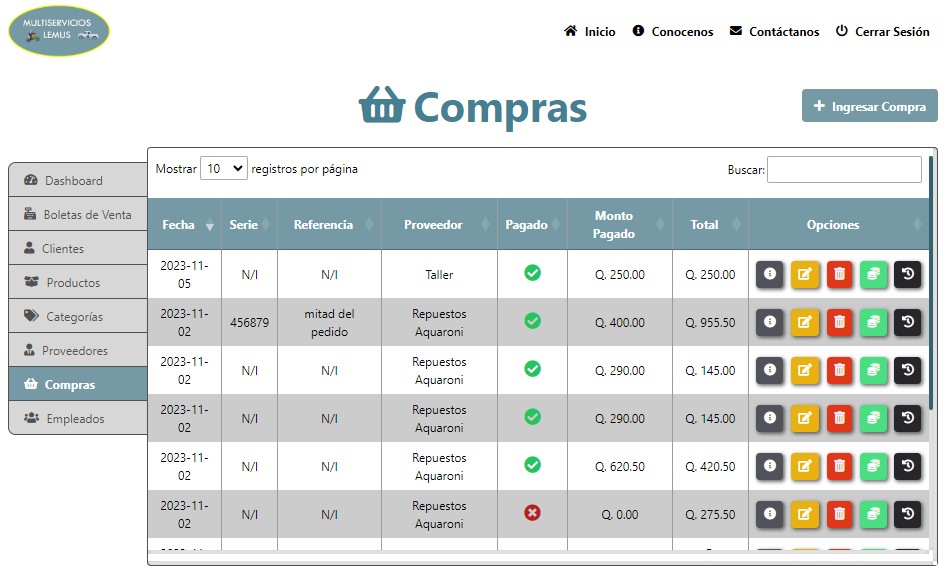 MULTISERVICIOS
LEMUS
Inicio
Conocenos
Contáctanos
Cerrar Sesión
Compras
Ingresar Compra
Dashboard
Boletas de Venta
Clientes
Productos
Categorías
Proveedores
Compras
Empleados
Mostrar 10 registros por página
Buscar:
Fecha Serie Referencia Proveedor Pagado Monto Pagado Total Opciones
2023-11-05 N/I N/I Taller Q. 250.00 Q. 250.00
2023-11-02 456879 mitad del pedido Repuestos Aquaroni Q. 400.00 Q. 955.50
2023-11-02 N/I N/I Repuestos Aquaroni Q. 290.00 Q. 145.00
2023-11-02 N/I N/I Repuestos Aquaroni Q. 290.00 Q. 145.00
2023-11-02 N/I N/I Repuestos Aquaroni Q. 620.50 Q. 420.50
2023-11-02 N/I N/I Repuestos Aquaroni Q. 0.00 Q. 275.50